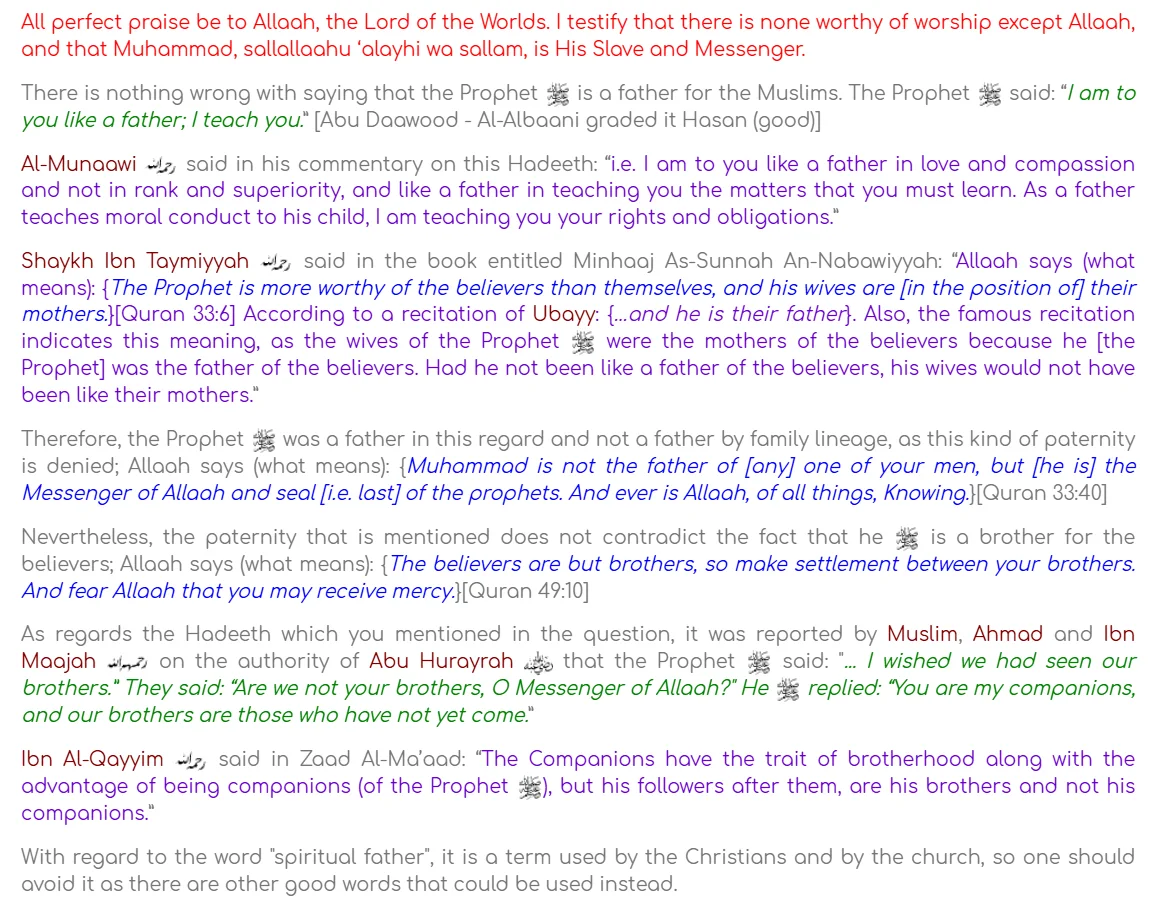 All perfect praise be to Allaah, the Lord of the Worlds. I testify that there is none worthy of worship except Allaah,
and that Muhammad, sallallaahu ‘alayhi wa sallam, is His Slave and Messenger.
There is nothing wrong with saying that the Prophet ﷺ is a father for the Muslims. The Prophet ﷺ said: “I am to
you like a father; I teach you.” [Abu Daawood - Al-Albaani graded it Hasan (good)]
Al-Munaawi رحمه الله said in his commentary on this Hadeeth: “i.e. I am to you like a father in love and compassion
and not in rank and superiority, and like a father in teaching you the matters that you must learn. As a father
teaches moral conduct to his child, I am teaching you your rights and obligations.”
Shaykh Ibn Taymiyyah رحمه الله said in the book entitled Minhaaj As-Sunnah An-Nabawiyyah: “Allaah says (what
means): {The Prophet is more worthy of the believers than themselves, and his wives are [in the position of] their
mothers.}[Quran 33:6] According to a recitation of Ubayy: {...and he is their father}. Also, the famous recitation
indicates this meaning, as the wives of the Prophet ﷺ were the mothers of the believers because he [the
Prophet] was the father of the believers. Had he not been like a father of the believers, his wives would not have
been like their mothers.”
Therefore, the Prophet ﷺ was a father in this regard and not a father by family lineage, as this kind of paternity
is denied; Allaah says (what means): {Muhammad is not the father of [any] one of your men, but [he is] the
Messenger of Allaah and seal [i.e. last] of the prophets. And ever is Allaah, of all things, Knowing.}[Quran 33:40]
Nevertheless, the paternity that is mentioned does not contradict the fact that he ﷺ is a brother for the
believers; Allaah says (what means): {The believers are but brothers, so make settlement between your brothers.
And fear Allaah that you may receive mercy.}[Quran 49:10]
As regards the Hadeeth which you mentioned in the question, it was reported by Muslim, Ahmad and Ibn
Maajah رحمهم الله on the authority of Abu Hurayrah رضي الله عنه that the Prophet ﷺ said: "... I wished we had seen our
brothers.” They said: “Are we not your brothers, O Messenger of Allaah?" He ﷺ replied: “You are my companions,
and our brothers are those who have not yet come.”
Ibn Al-Qayyim رحمه الله said in Zaad Al-Ma’aad: “The Companions have the trait of brotherhood along with the
advantage of being companions (of the Prophet ﷺ), but his followers after them, are his brothers and not his
companions.”
With regard to the word "spiritual father", it is a term used by the Christians and by the church, so one should
avoid it as there are other good words that could be used instead.